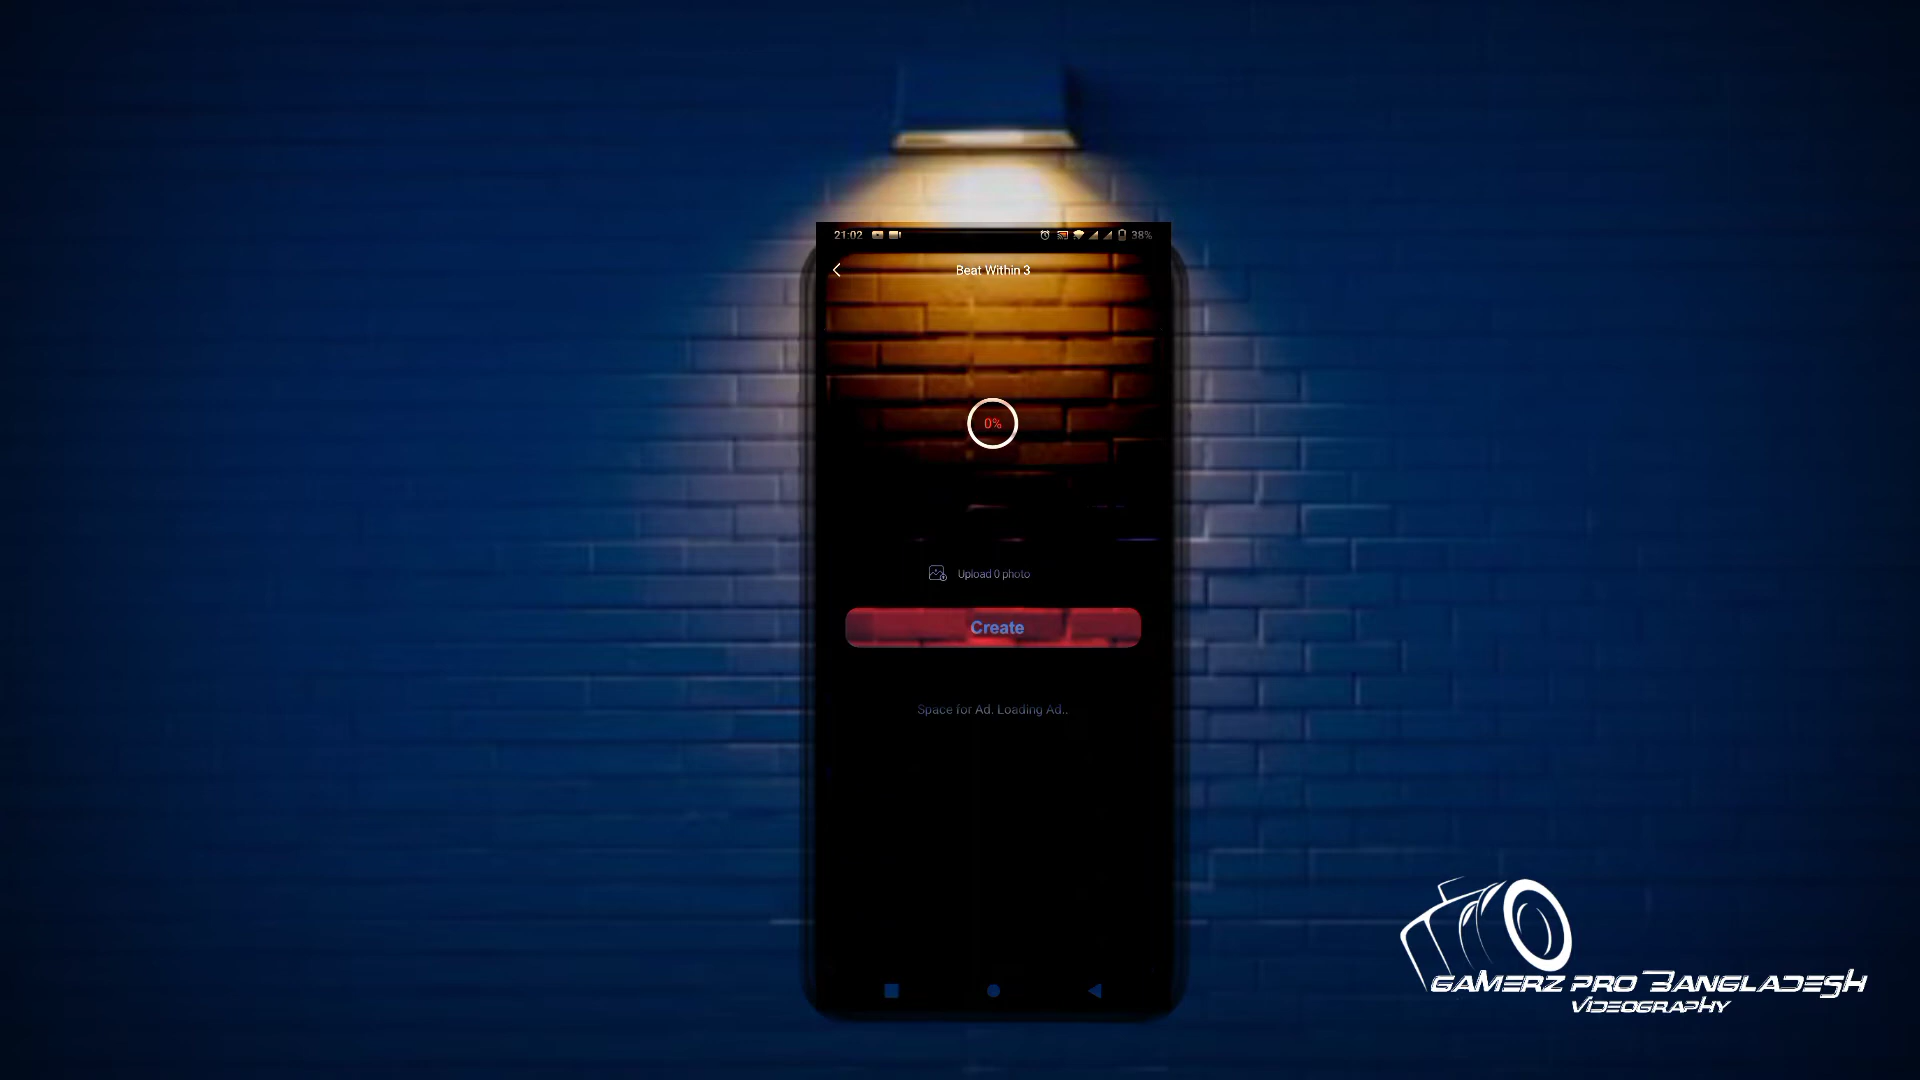 21:02
38%
Beat Within 3
0%
Upload 0 photo
Create
Space for Ad. Loading Ad..
GAMERZ PRO BANGLADESH
VIDEOGRAPHY